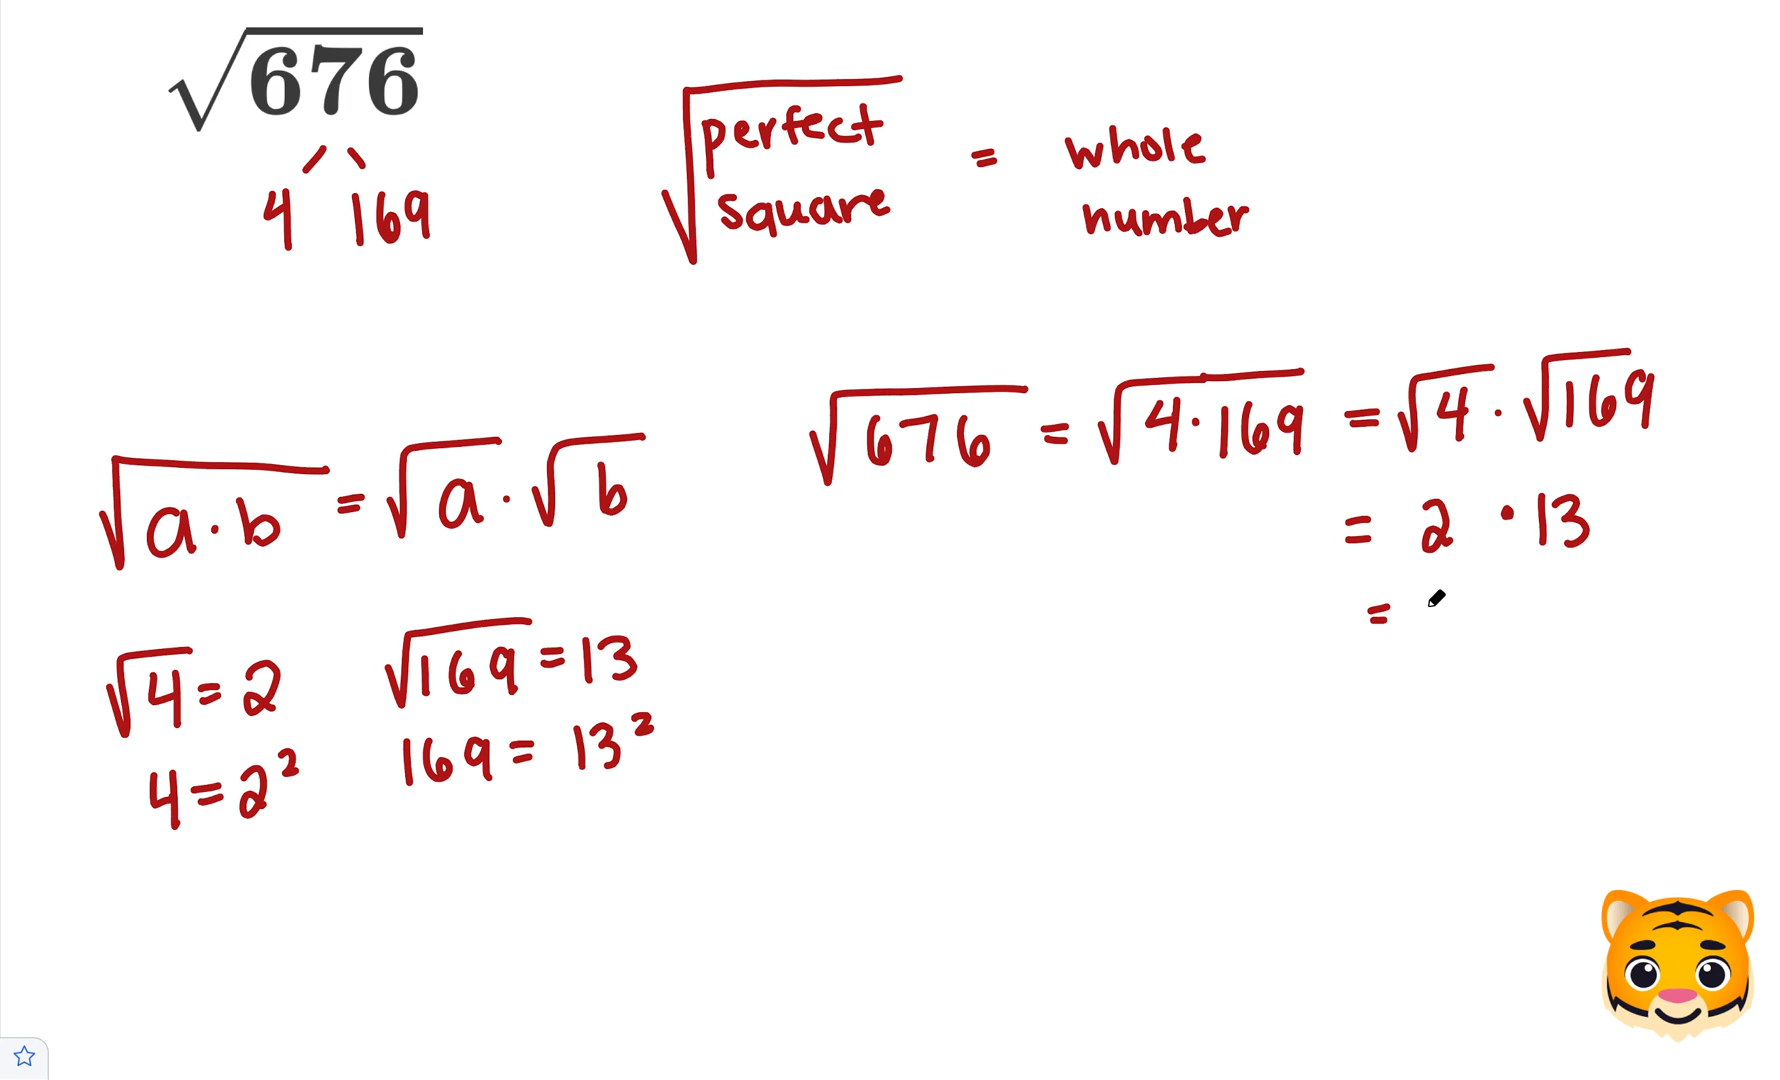 √676
4 169
√perfect square = whole number
√a·b = √a · √b
√676 = √4·169 = √4 · √169
= 2 · 13
=
√4 = 2
√169 = 13
4 = 2²
169 = 13²